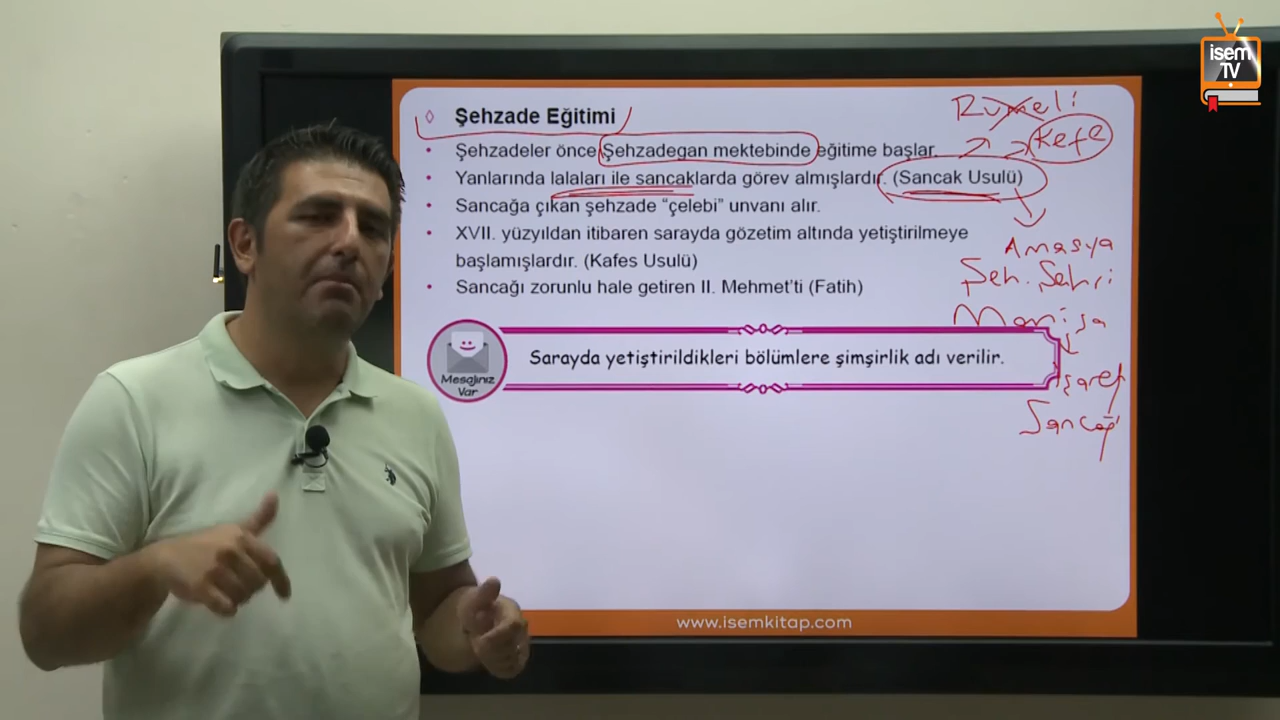 isem
TV
Rumeli
Kefe
◊ Şehzade Eğitimi
• Şehzadeler önce Şehzadegan mektebinde eğitime başlar.
• Yanlarında lalaları ile sancaklarda görev almışlardır. (Sancak Usulü)
• Sancağa çıkan şehzade “çelebi” unvanı alır.
• XVII. yüzyıldan itibaren sarayda gözetim altında yetiştirilmeye
başlamışlardır. (Kafes Usulü)
• Sancağı zorunlu hale getiren II. Mehmet’ti (Fatih)
Amasya
Şeh. Şehri
Manisa
işaret
Sancağı
Mesajınız
Var
Sarayda yetiştirildikleri bölümlere şimşirlik adı verilir.
www.isemkitap.com